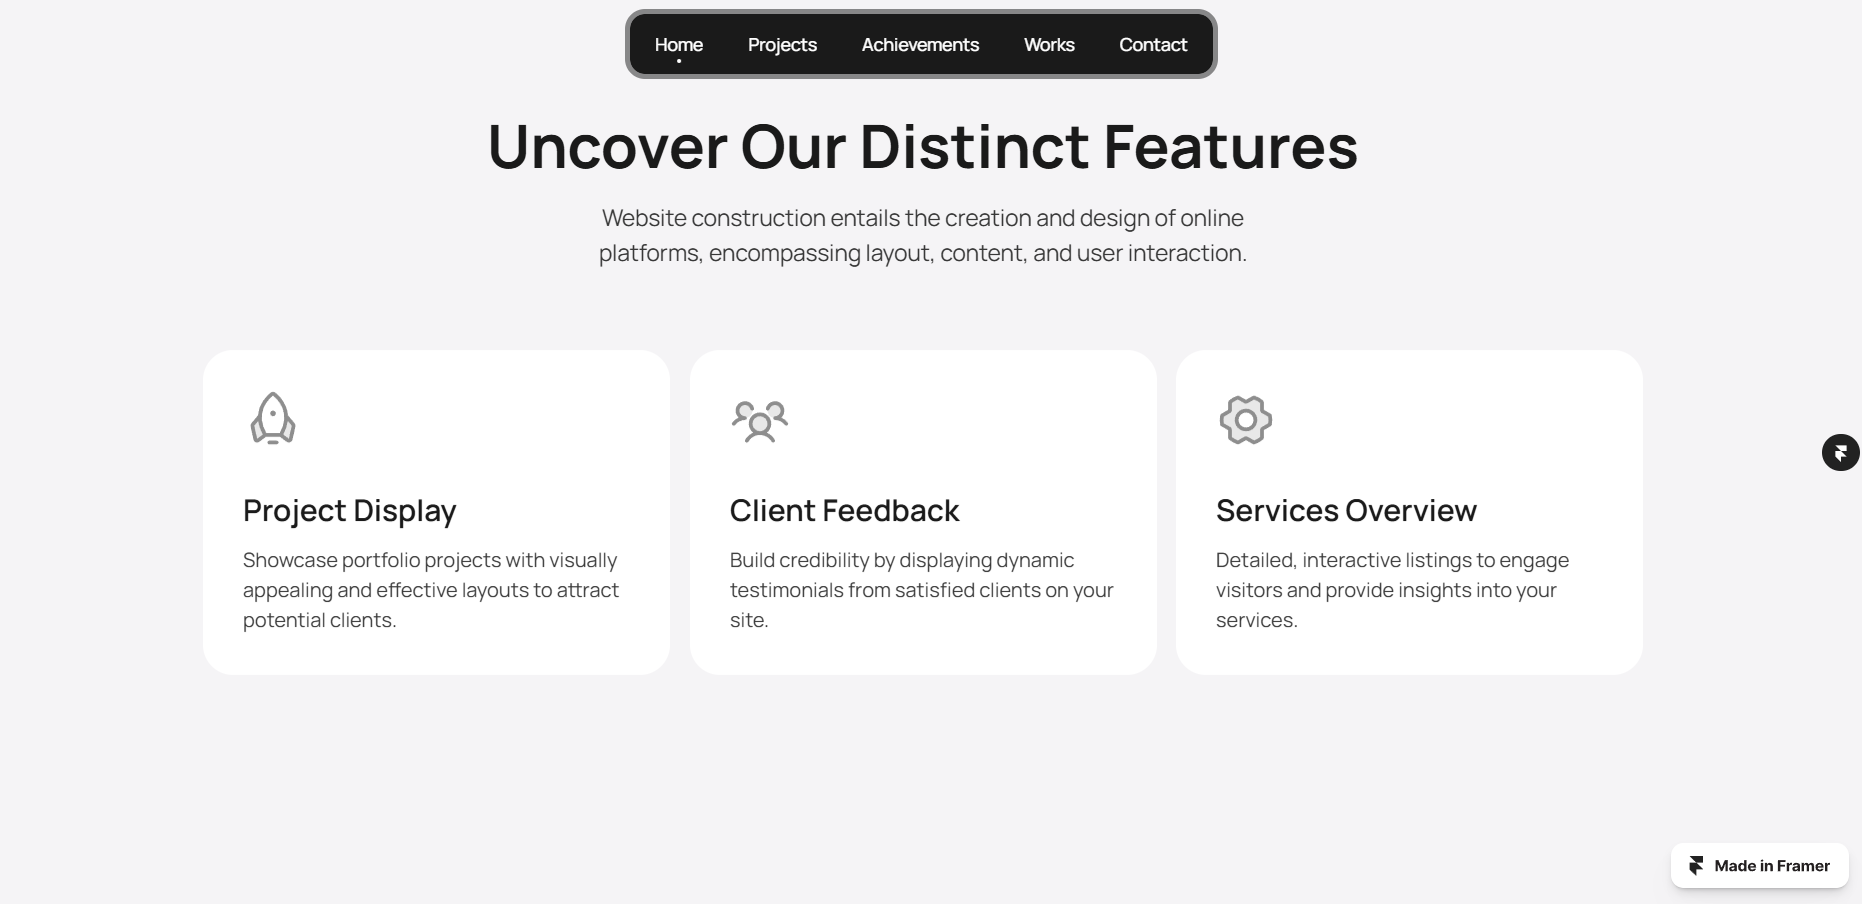 Home Projects Achievements Works Contact
Uncover Our Distinct Features
Website construction entails the creation and design of online
platforms, encompassing layout, content, and user interaction.
Project Display
Showcase portfolio projects with visually
appealing and effective layouts to attract
potential clients.
Client Feedback
Build credibility by displaying dynamic
testimonials from satisfied clients on your
site.
Services Overview
Detailed, interactive listings to engage
visitors and provide insights into your
services.
Made in Framer